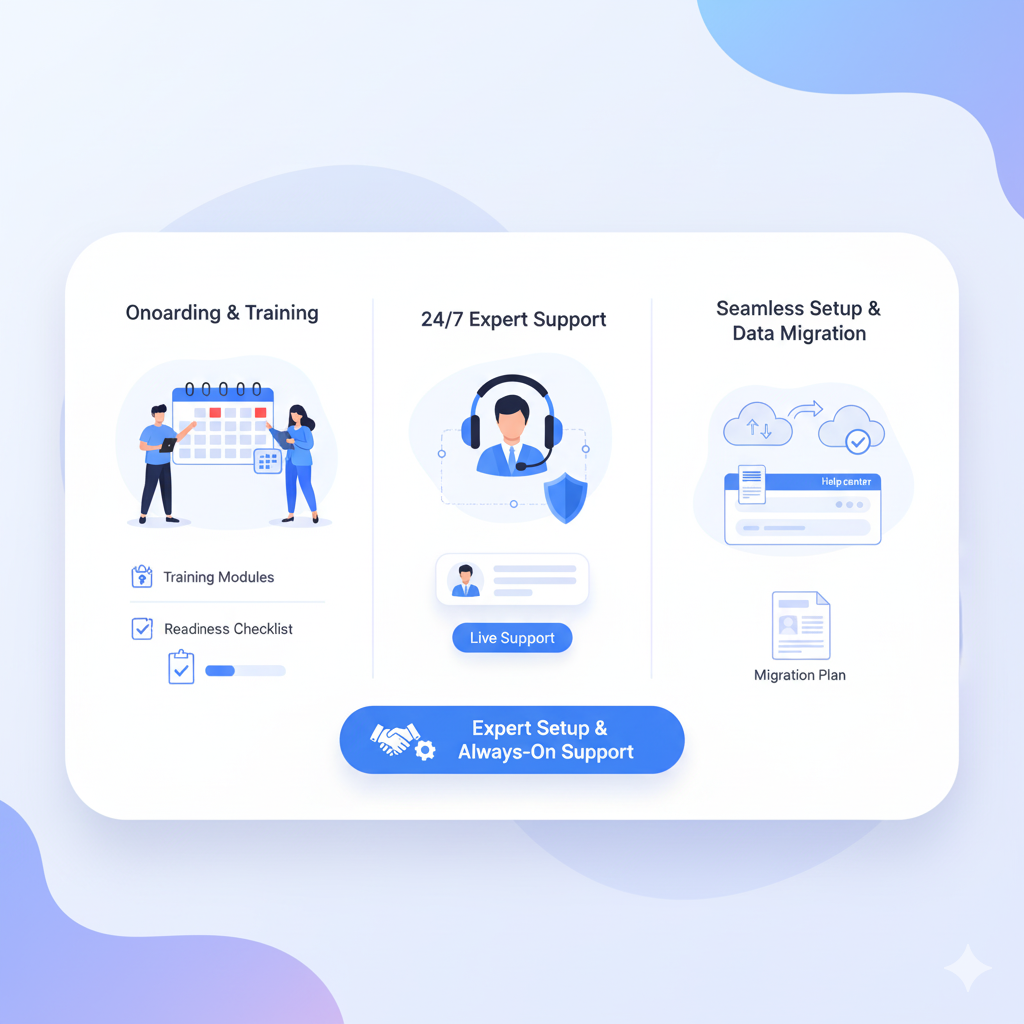 Onoarding & Training
Training Modules
Readiness Checklist
24/7 Expert Support
Live Support
Seamless Setup &
Data Migration
Help center
Migration Plan
Expert Setup &
Always-On Support